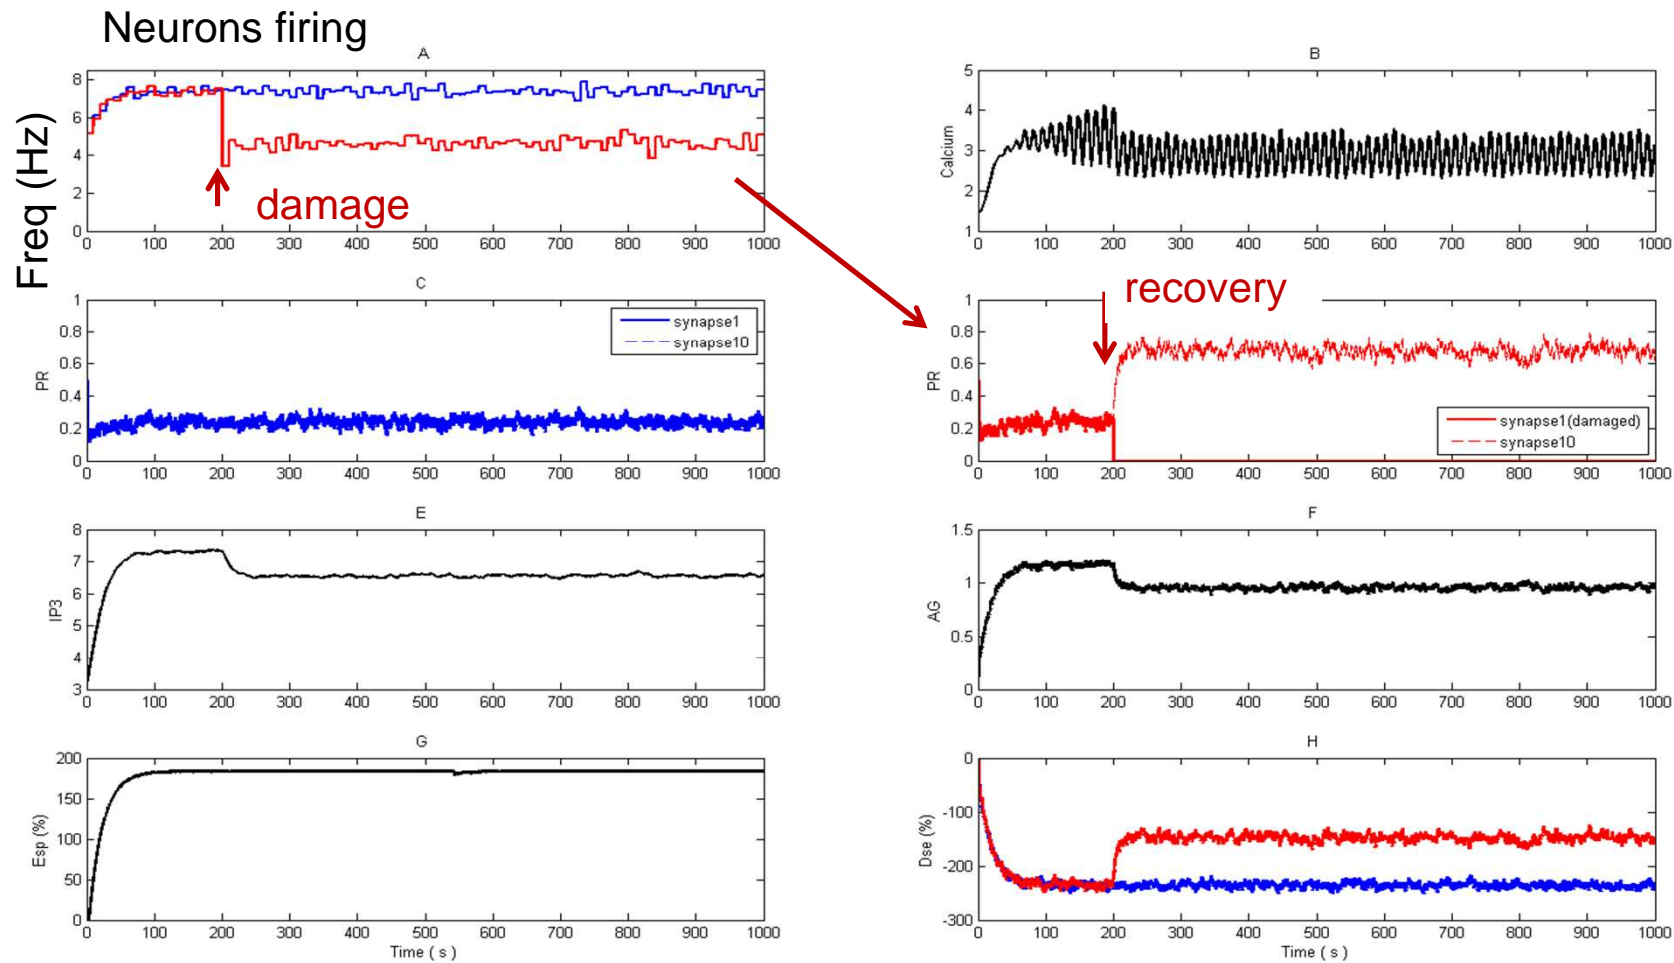 Neurons firing
A
Freq (Hz)
8
6
4
2
0
0 100 200 300 400 500 600 700 800 900 1000
damage
B
Calcium
5
4
3
2
1
0 100 200 300 400 500 600 700 800 900 1000
C
PR
1
0.8
0.6
0.4
0.2
0
0 100 200 300 400 500 600 700 800 900 1000
synapse1
synapse10
recovery
PR
1
0.8
0.6
0.4
0.2
0
0 100 200 300 400 500 600 700 800 900 1000
synapse1(damaged)
synapse10
E
IP3
8
7
6
5
4
3
0 100 200 300 400 500 600 700 800 900 1000
F
AG
1.5
1
0.5
0
0 100 200 300 400 500 600 700 800 900 1000
G
Esp (%)
200
150
100
50
0
0 100 200 300 400 500 600 700 800 900 1000
Time ( s )
H
Dse (%)
0
-100
-200
-300
0 100 200 300 400 500 600 700 800 900 1000
Time ( s )